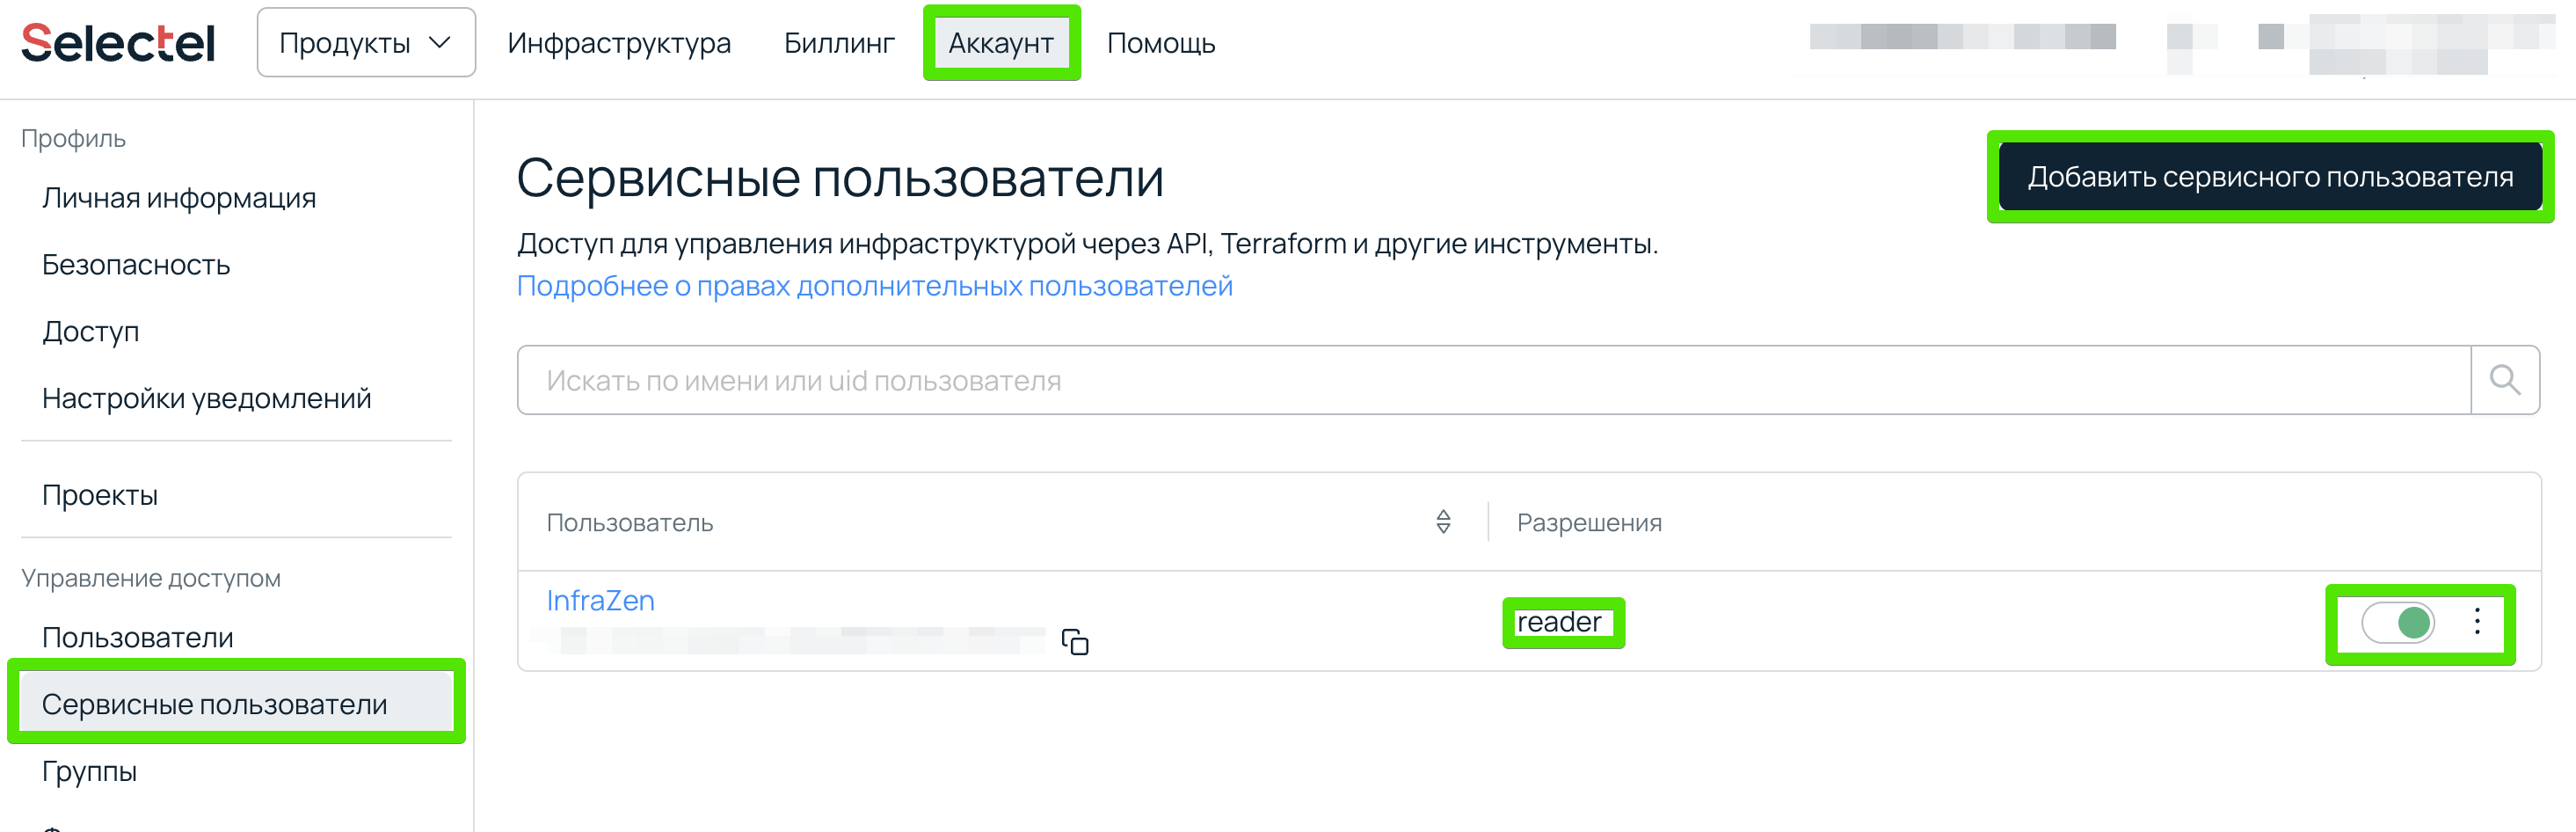 Selectel
Продукты
Инфраструктура
Биллинг
Аккаунт
Помощь
Профиль
Личная информация
Безопасность
Доступ
Настройки уведомлений
Проекты
Управление доступом
Пользователи
Сервисные пользователи
Группы
Сервисные пользователи
Добавить сервисного пользователя
Доступ для управления инфраструктурой через API, Terraform и другие инструменты.
Подробнее о правах дополнительных пользователей
Искать по имени или uid пользователя
Пользователь
Разрешения
InfraZen
reader